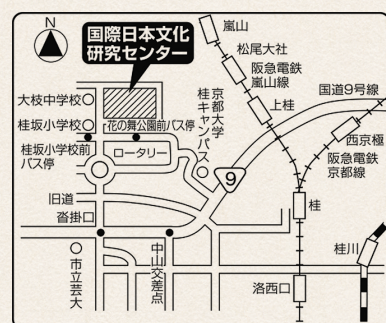 N
国際日本文化
研究センター
嵐山
松尾大社
阪急電鉄
嵐山線
上桂
国道9号線
大枝中学校
桂坂小学校
花の舞公園前バス停
京都大学
桂キャンパス
桂坂小学校前
バス停
ロータリー
9
西京極
阪急電鉄
京都線
旧道
沓掛口
桂
桂川
市立芸大
中山交差点
洛西口